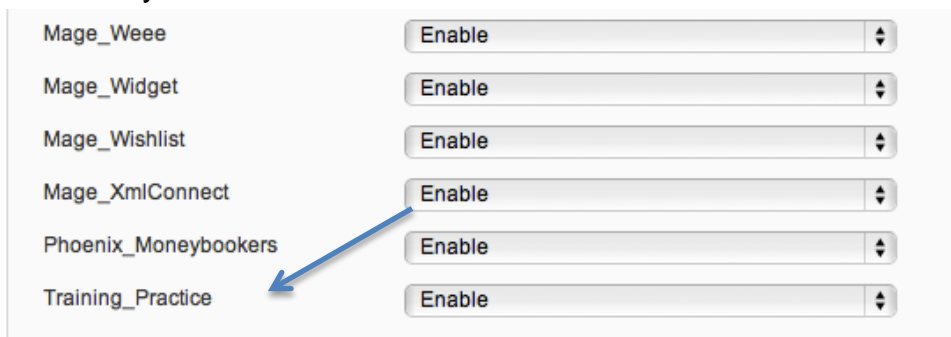 Mage_Weee Enable
Mage_Widget Enable
Mage_Wishlist Enable
Mage_XmlConnect Enable
Phoenix_Moneybookers Enable
Training_Practice Enable